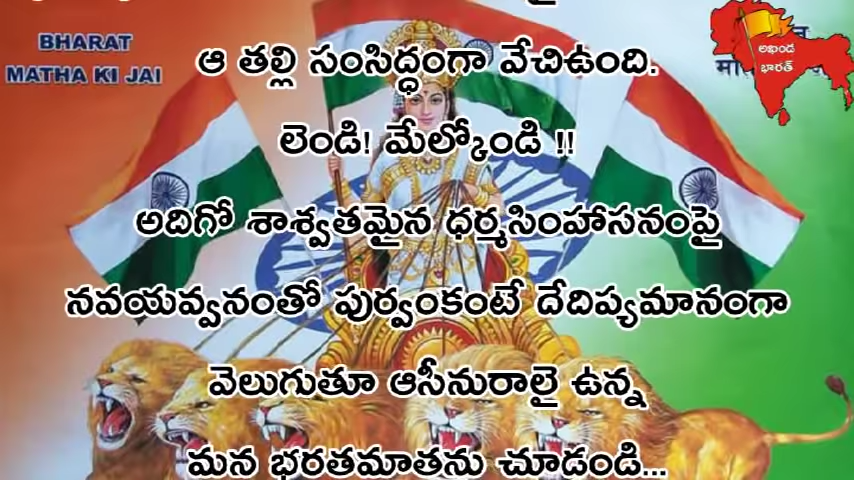 BHARAT
MATHA KI JAI
అఖండ
భారత్
ఆ తల్లి సంసిద్ధంగా వేచిఉంది.
లెండి! మేల్కోండి !!
అదిగో శాశ్వతమైన ధర్మసింహాసనంపై
నవయవ్వనంతో పుర్వంకంటే దేదిప్యమానంగా
వెలుగుతూ ఆసీనురాలై ఉన్న
మన భరతమాతను చూడండి...